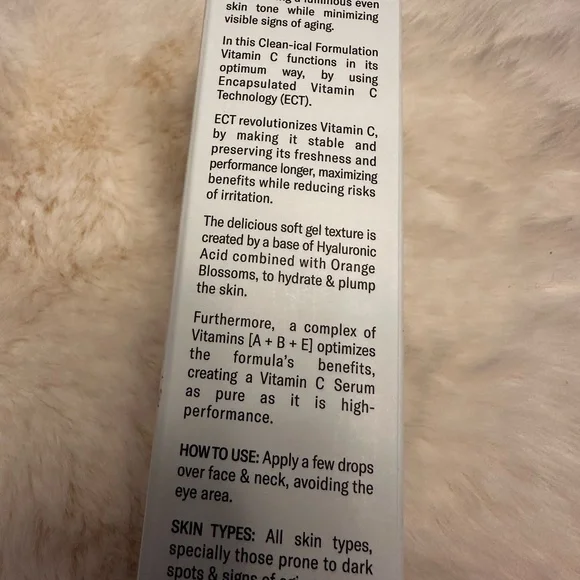 a luminous even
skin tone while minimizing
visible signs of aging.
In this Clean-ical Formulation
Vitamin C functions in its
optimum way, by using
Encapsulated Vitamin C
Technology (ECT).
ECT revolutionizes Vitamin C,
by making it stable and
preserving its freshness and
performance longer, maximizing
benefits while reducing risks
of irritation.
The delicious soft gel texture is
created by a base of Hyaluronic
Acid combined with Orange
Blossoms, to hydrate & plump
the skin.
Furthermore, a complex of
Vitamins [A + B + E] optimizes
the formula's benefits,
creating a Vitamin C Serum
as pure as it is high-
performance.
HOW TO USE: Apply a few drops
over face & neck, avoiding the
eye area.
SKIN TYPES: All skin types,
specially those prone to dark
spots & signs of